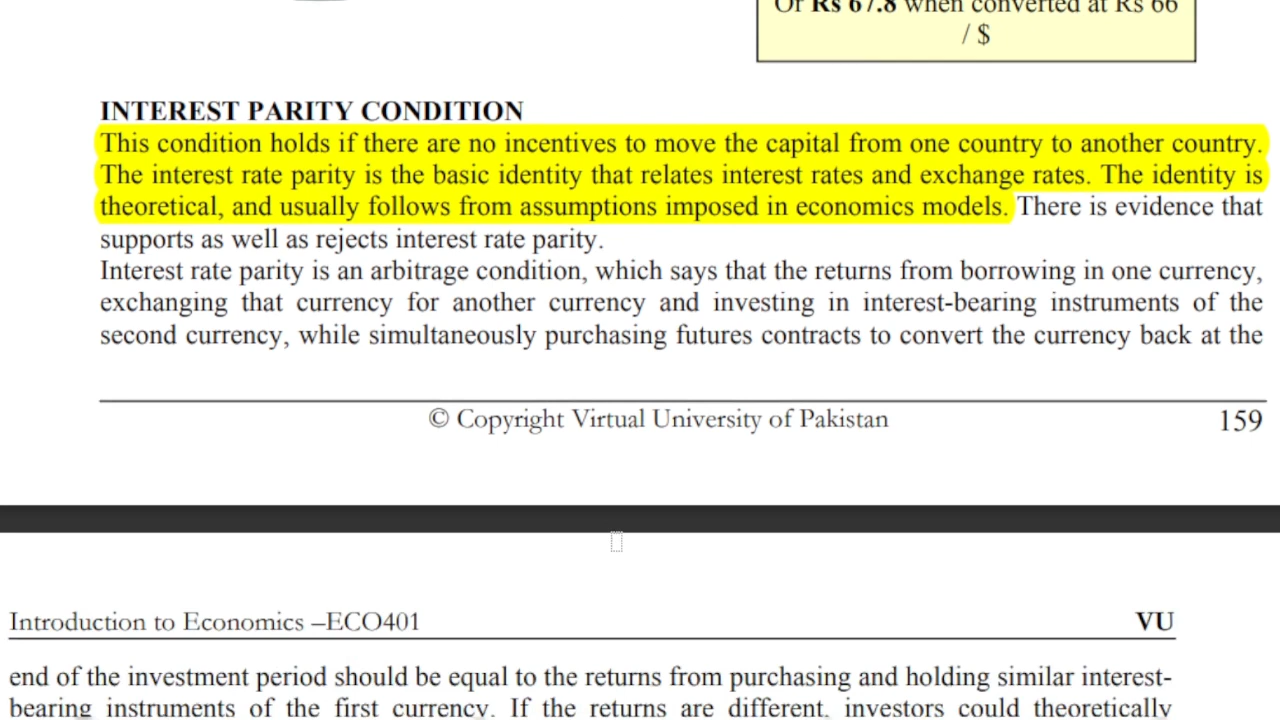 Or Rs 67.8 when converted at Rs 66
/ $
INTEREST PARITY CONDITION
This condition holds if there are no incentives to move the capital from one country to another country.
The interest rate parity is the basic identity that relates interest rates and exchange rates. The identity is
theoretical, and usually follows from assumptions imposed in economics models. There is evidence that
supports as well as rejects interest rate parity.
Interest rate parity is an arbitrage condition, which says that the returns from borrowing in one currency,
exchanging that currency for another currency and investing in interest-bearing instruments of the
second currency, while simultaneously purchasing futures contracts to convert the currency back at the
© Copyright Virtual University of Pakistan 159
Introduction to Economics –ECO401 VU
end of the investment period should be equal to the returns from purchasing and holding similar interest-
bearing instruments of the first currency. If the returns are different, investors could theoretically